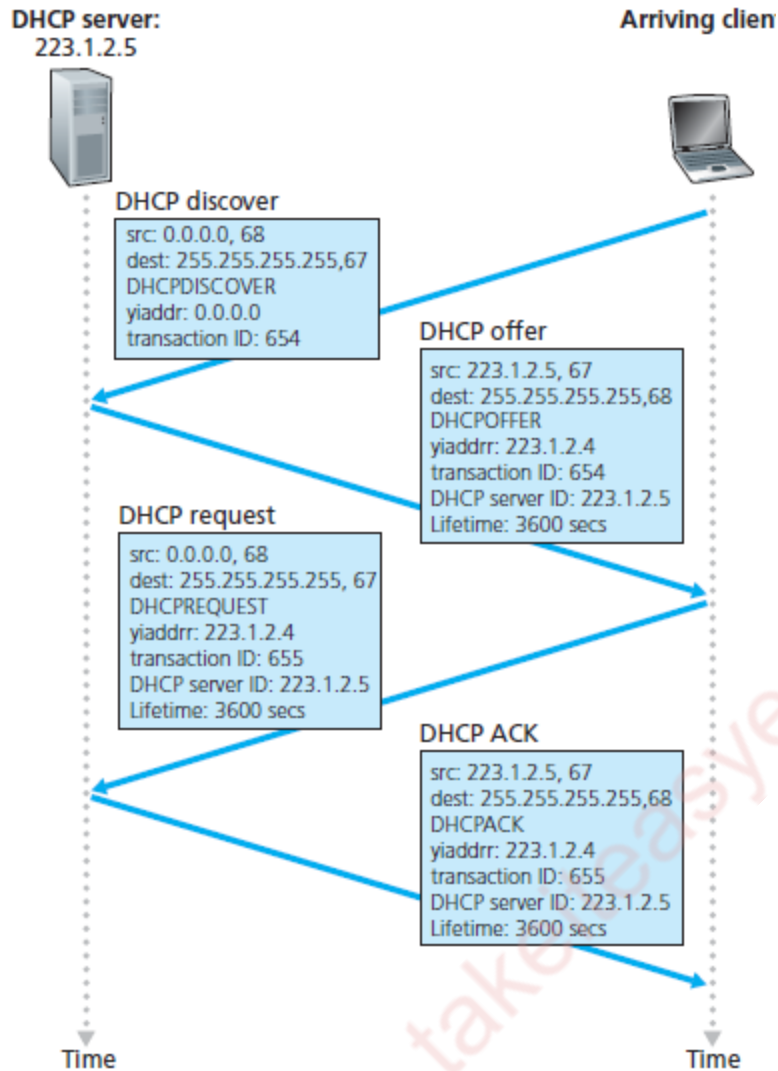 DHCP server:
223.1.2.5
Arriving client
DHCP discover
src: 0.0.0.0, 68
dest: 255.255.255.255,67
DHCPDISCOVER
yiaddr: 0.0.0.0
transaction ID: 654
DHCP offer
src: 223.1.2.5, 67
dest: 255.255.255.255,68
DHCPOFFER
yiaddrr: 223.1.2.4
transaction ID: 654
DHCP server ID: 223.1.2.5
Lifetime: 3600 secs
DHCP request
src: 0.0.0.0, 68
dest: 255.255.255.255, 67
DHCPREQUEST
yiaddrr: 223.1.2.4
transaction ID: 655
DHCP server ID: 223.1.2.5
Lifetime: 3600 secs
DHCP ACK
src: 223.1.2.5, 67
dest: 255.255.255.255,68
DHCPACK
yiaddrr: 223.1.2.4
transaction ID: 655
DHCP server ID: 223.1.2.5
Lifetime: 3600 secs
Time
Time